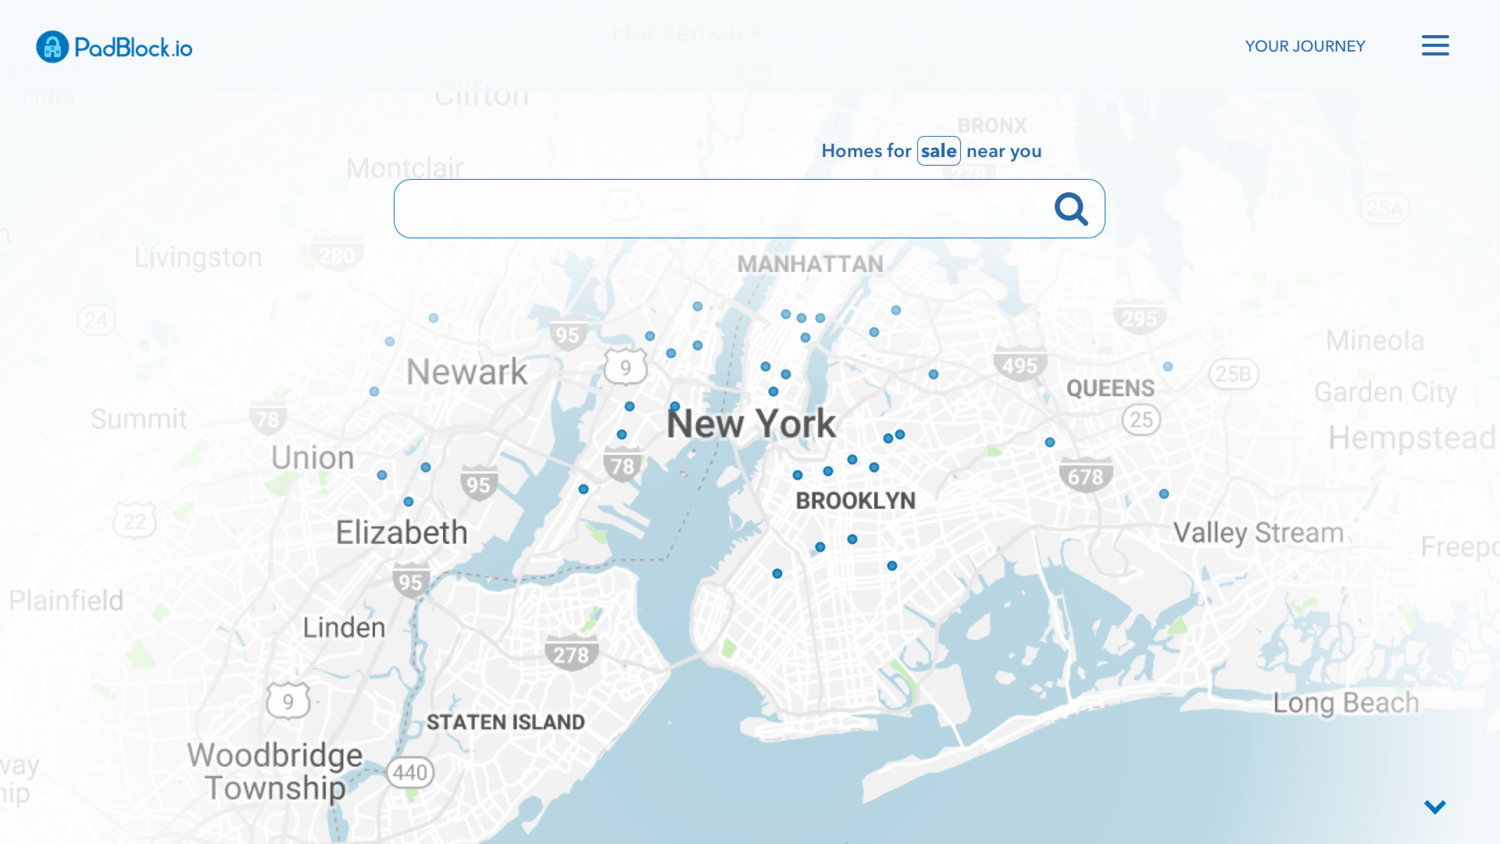 Hackensack
PadBlock.io
YOUR JOURNEY
Hills
Clifton
BRONX
Homes for sale near you
Montclair
278
3
25A
Livingston
280
MANHATTAN
24
95
295
Mineola
9
495
Newark
25B
QUEENS
Garden City
Summit
78
New York
25
Hempstead
Union
78
678
95
BROOKLYN
22
Elizabeth
Valley Stream
95
Plainfield
Linden
278
9
Long Beach
STATEN ISLAND
Woodbridge
Township
440